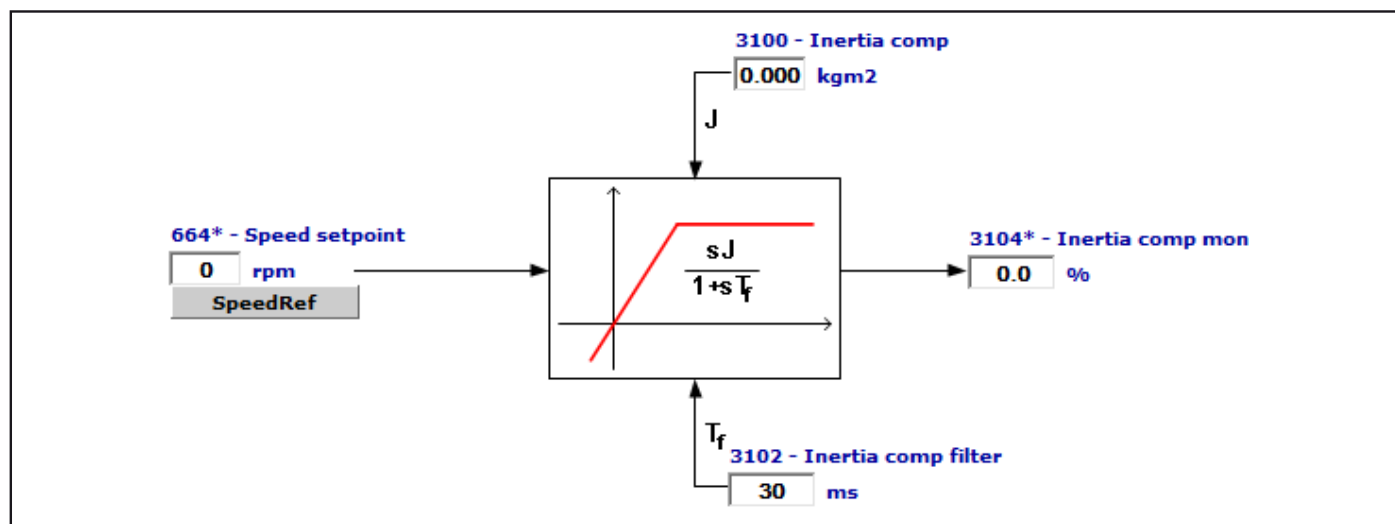 3100 - Inertia comp
0.000 kgm2
J
664* - Speed setpoint
0 rpm
SpeedRef
sJ
1+sTf
3104* - Inertia comp mon
0.0 %
Tf
3102 - Inertia comp filter
30 ms